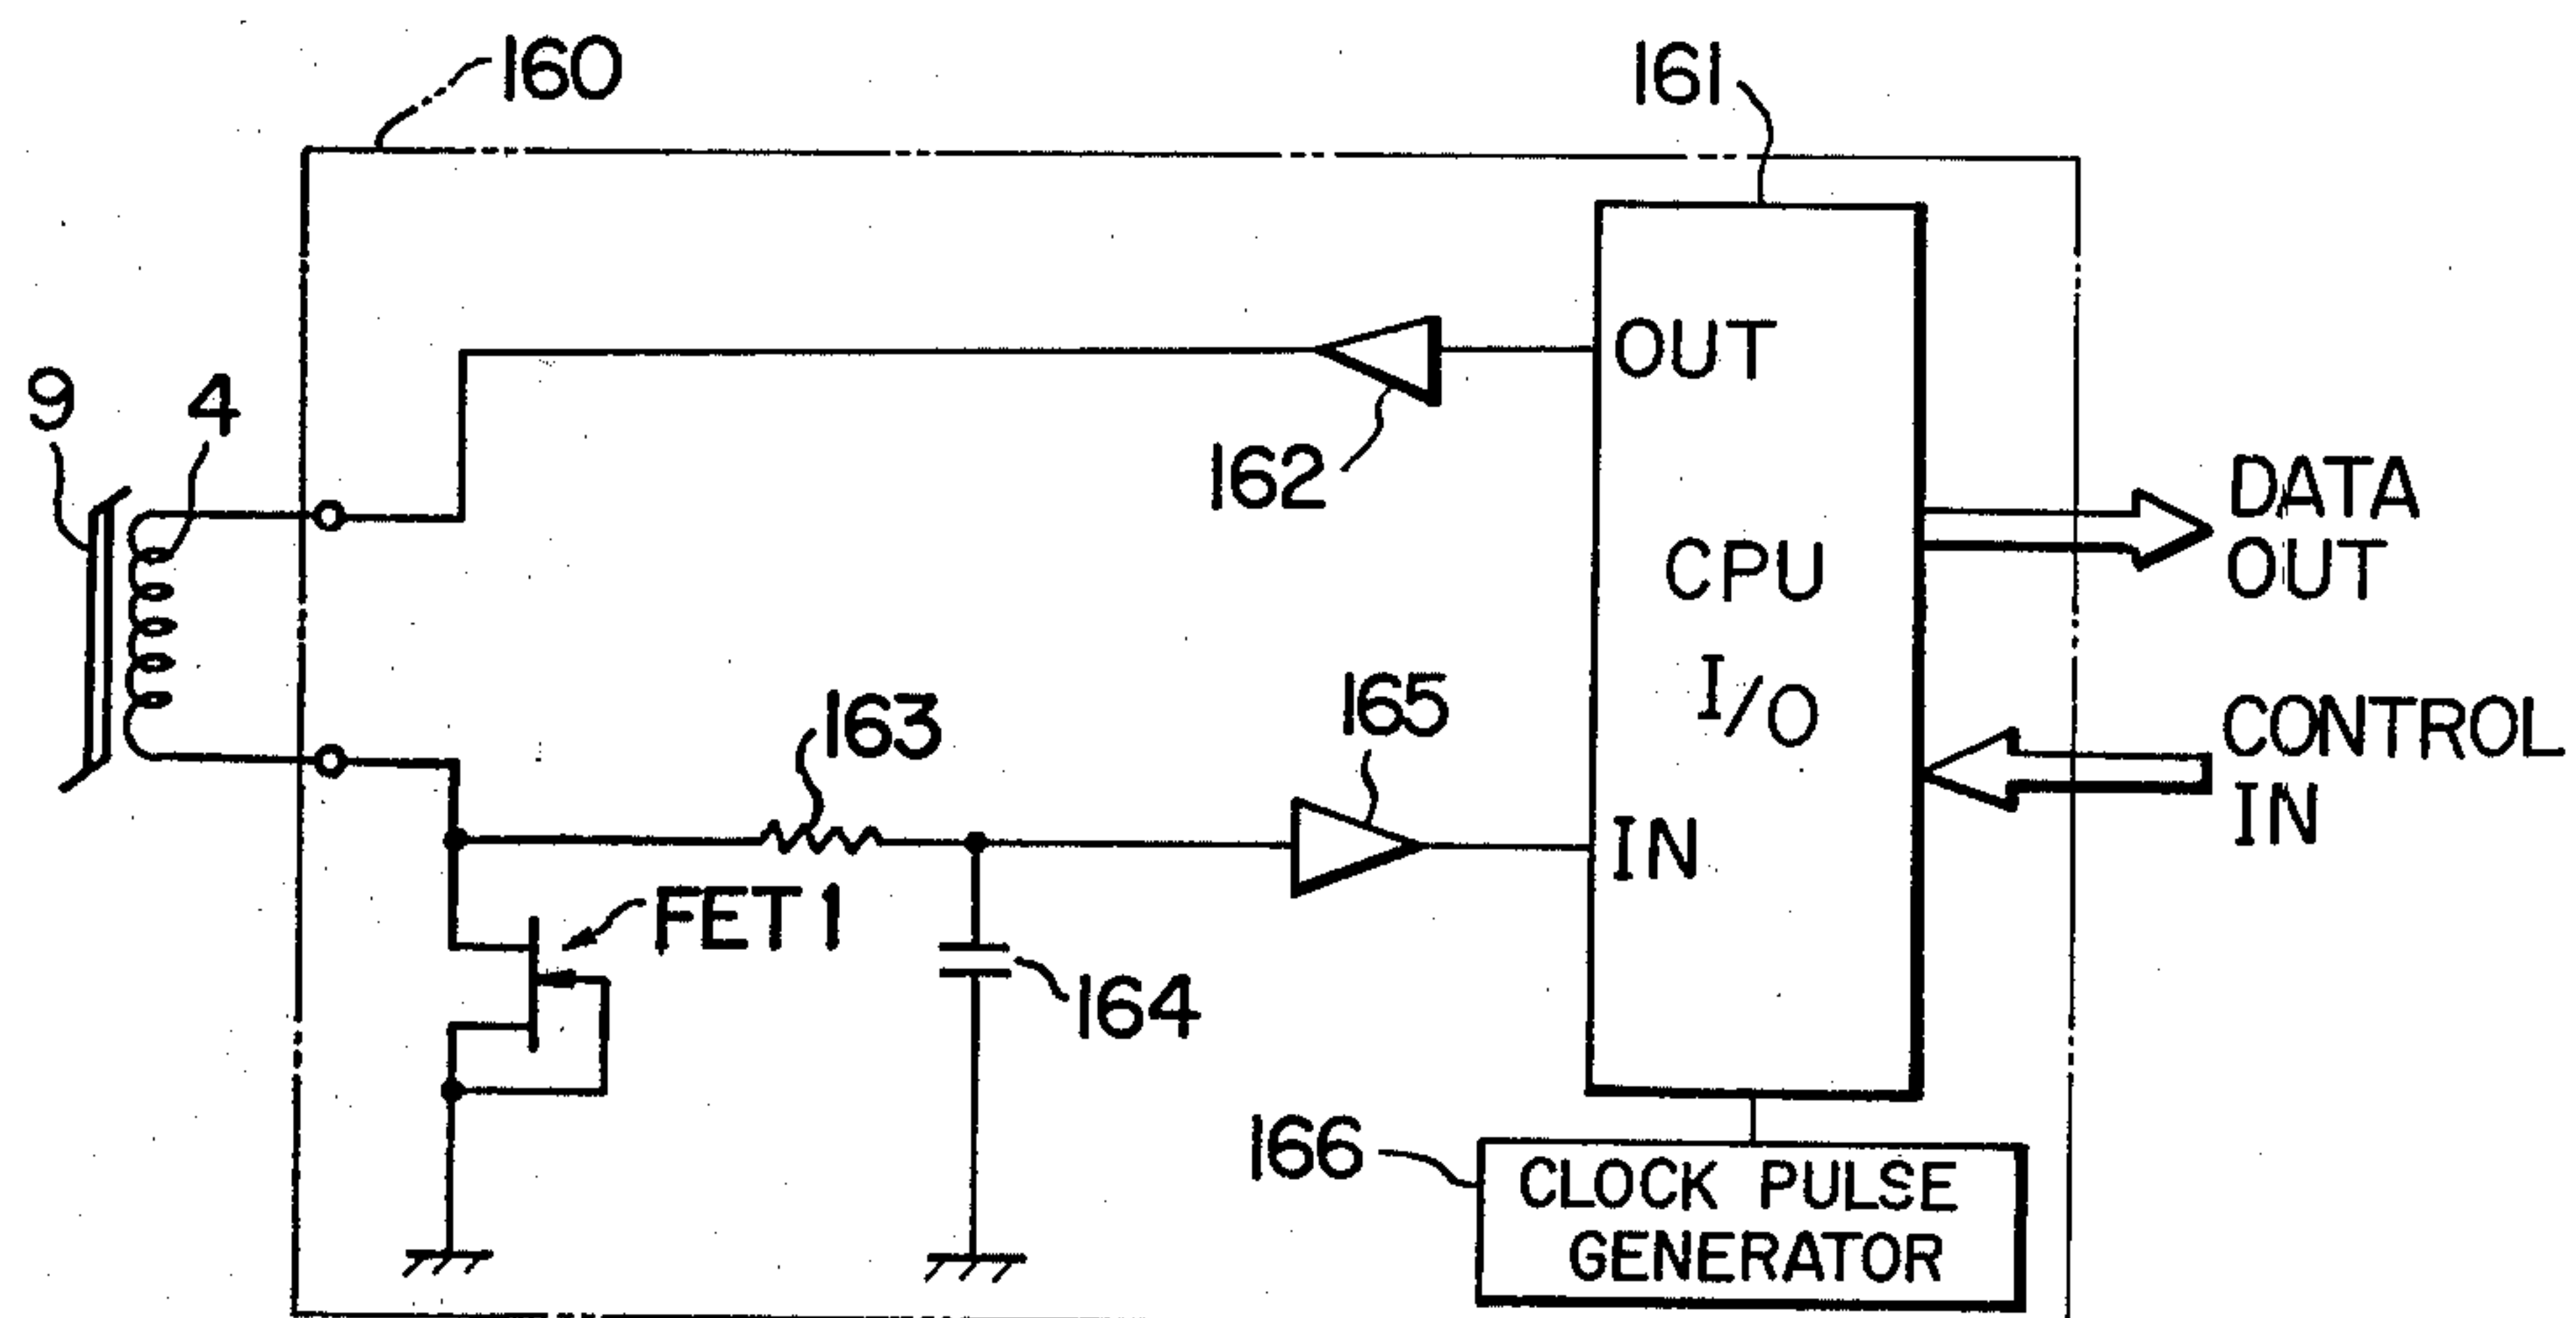 160
161
OUT
162
9
4
DATA
OUT
CPU
I/O
163
165
CONTROL
IN
IN
FET 1
164
166
CLOCK PULSE
GENERATOR